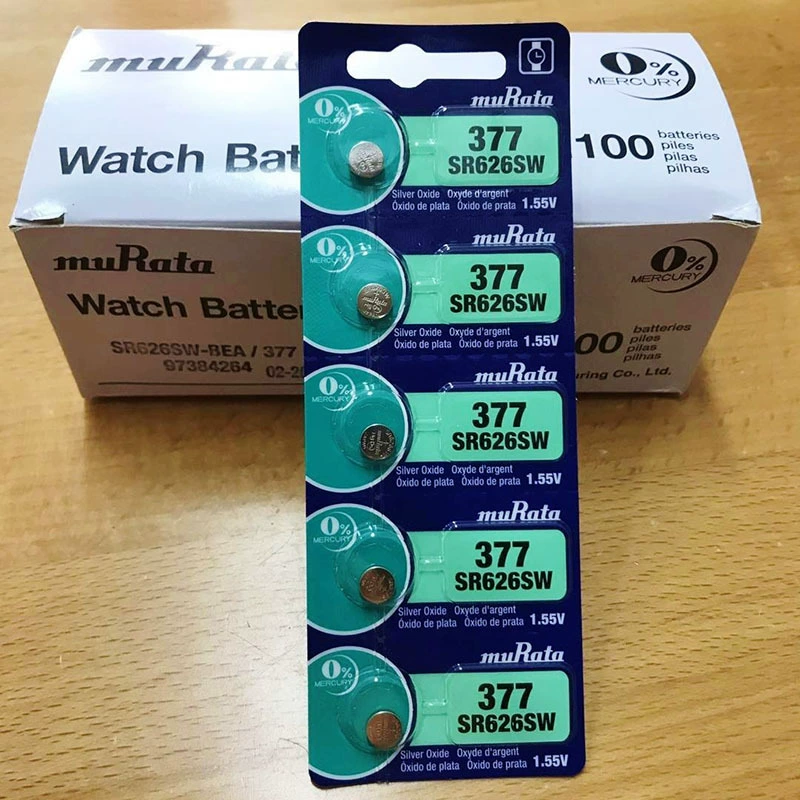 muRata
0%
MERCURY
Watch Bat
100
batteries
piles
pilas
pilhas
muRata
0%
MERCURY
Watch Batter
00
batteries
piles
pilas
pilhas
SR626SW-BEA / 377
97384264 02-20
uring Co., Ltd.
muRata
0%
MERCURY
377
SR626SW
Silver Oxide Oxyde d'argent
Óxido de plata Óxido de prata 1.55V
muRata
0%
MERCURY
377
SR626SW
Silver Oxide Oxyde d'argent
Óxido de plata Óxido de prata 1.55V
muRata
0%
MERCURY
377
SR626SW
Silver Oxide Oxyde d'argent
Óxido de plata Óxido de prata 1.55V
muRata
0%
MERCURY
377
SR626SW
Silver Oxide Oxyde d'argent
Óxido de plata Óxido de prata 1.55V
muRata
0%
MERCURY
377
SR626SW
Silver Oxide Oxyde d'argent
Óxido de plata Óxido de prata 1.55V